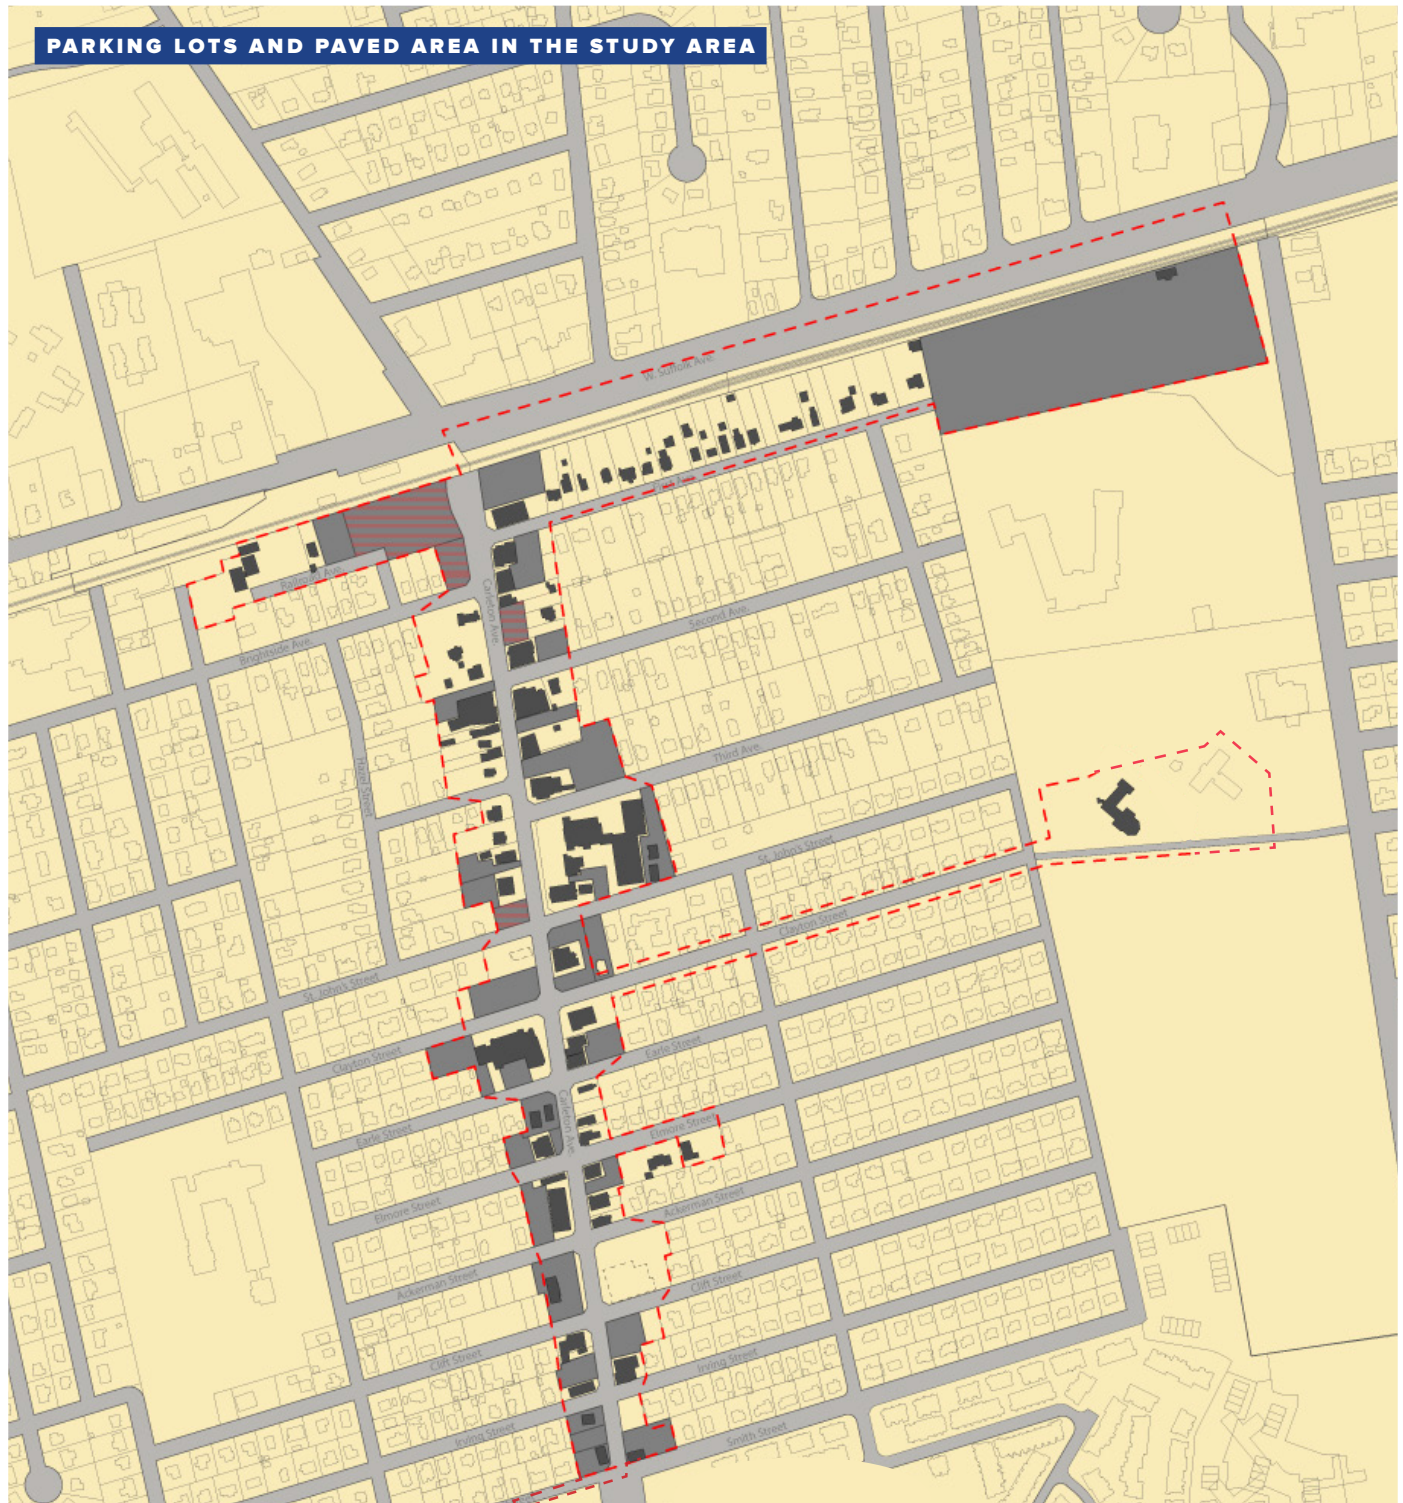 PARKING LOTS AND PAVED AREA IN THE STUDY AREA
W. Suffolk Ave.
First Ave.
Railroad Ave.
Carleton Ave.
Second Ave.
Brightside Ave.
Third Ave.
Hazel Street
St. John's Street
Clayton Street
St. John's Street
Clayton Street
Earle Street
Carleton Ave.
Earle Street
Elmore Street
Elmore Street
Ackerman Street
Ackerman Street
Clift Street
Clift Street
Irving Street
Irving Street
Smith Street